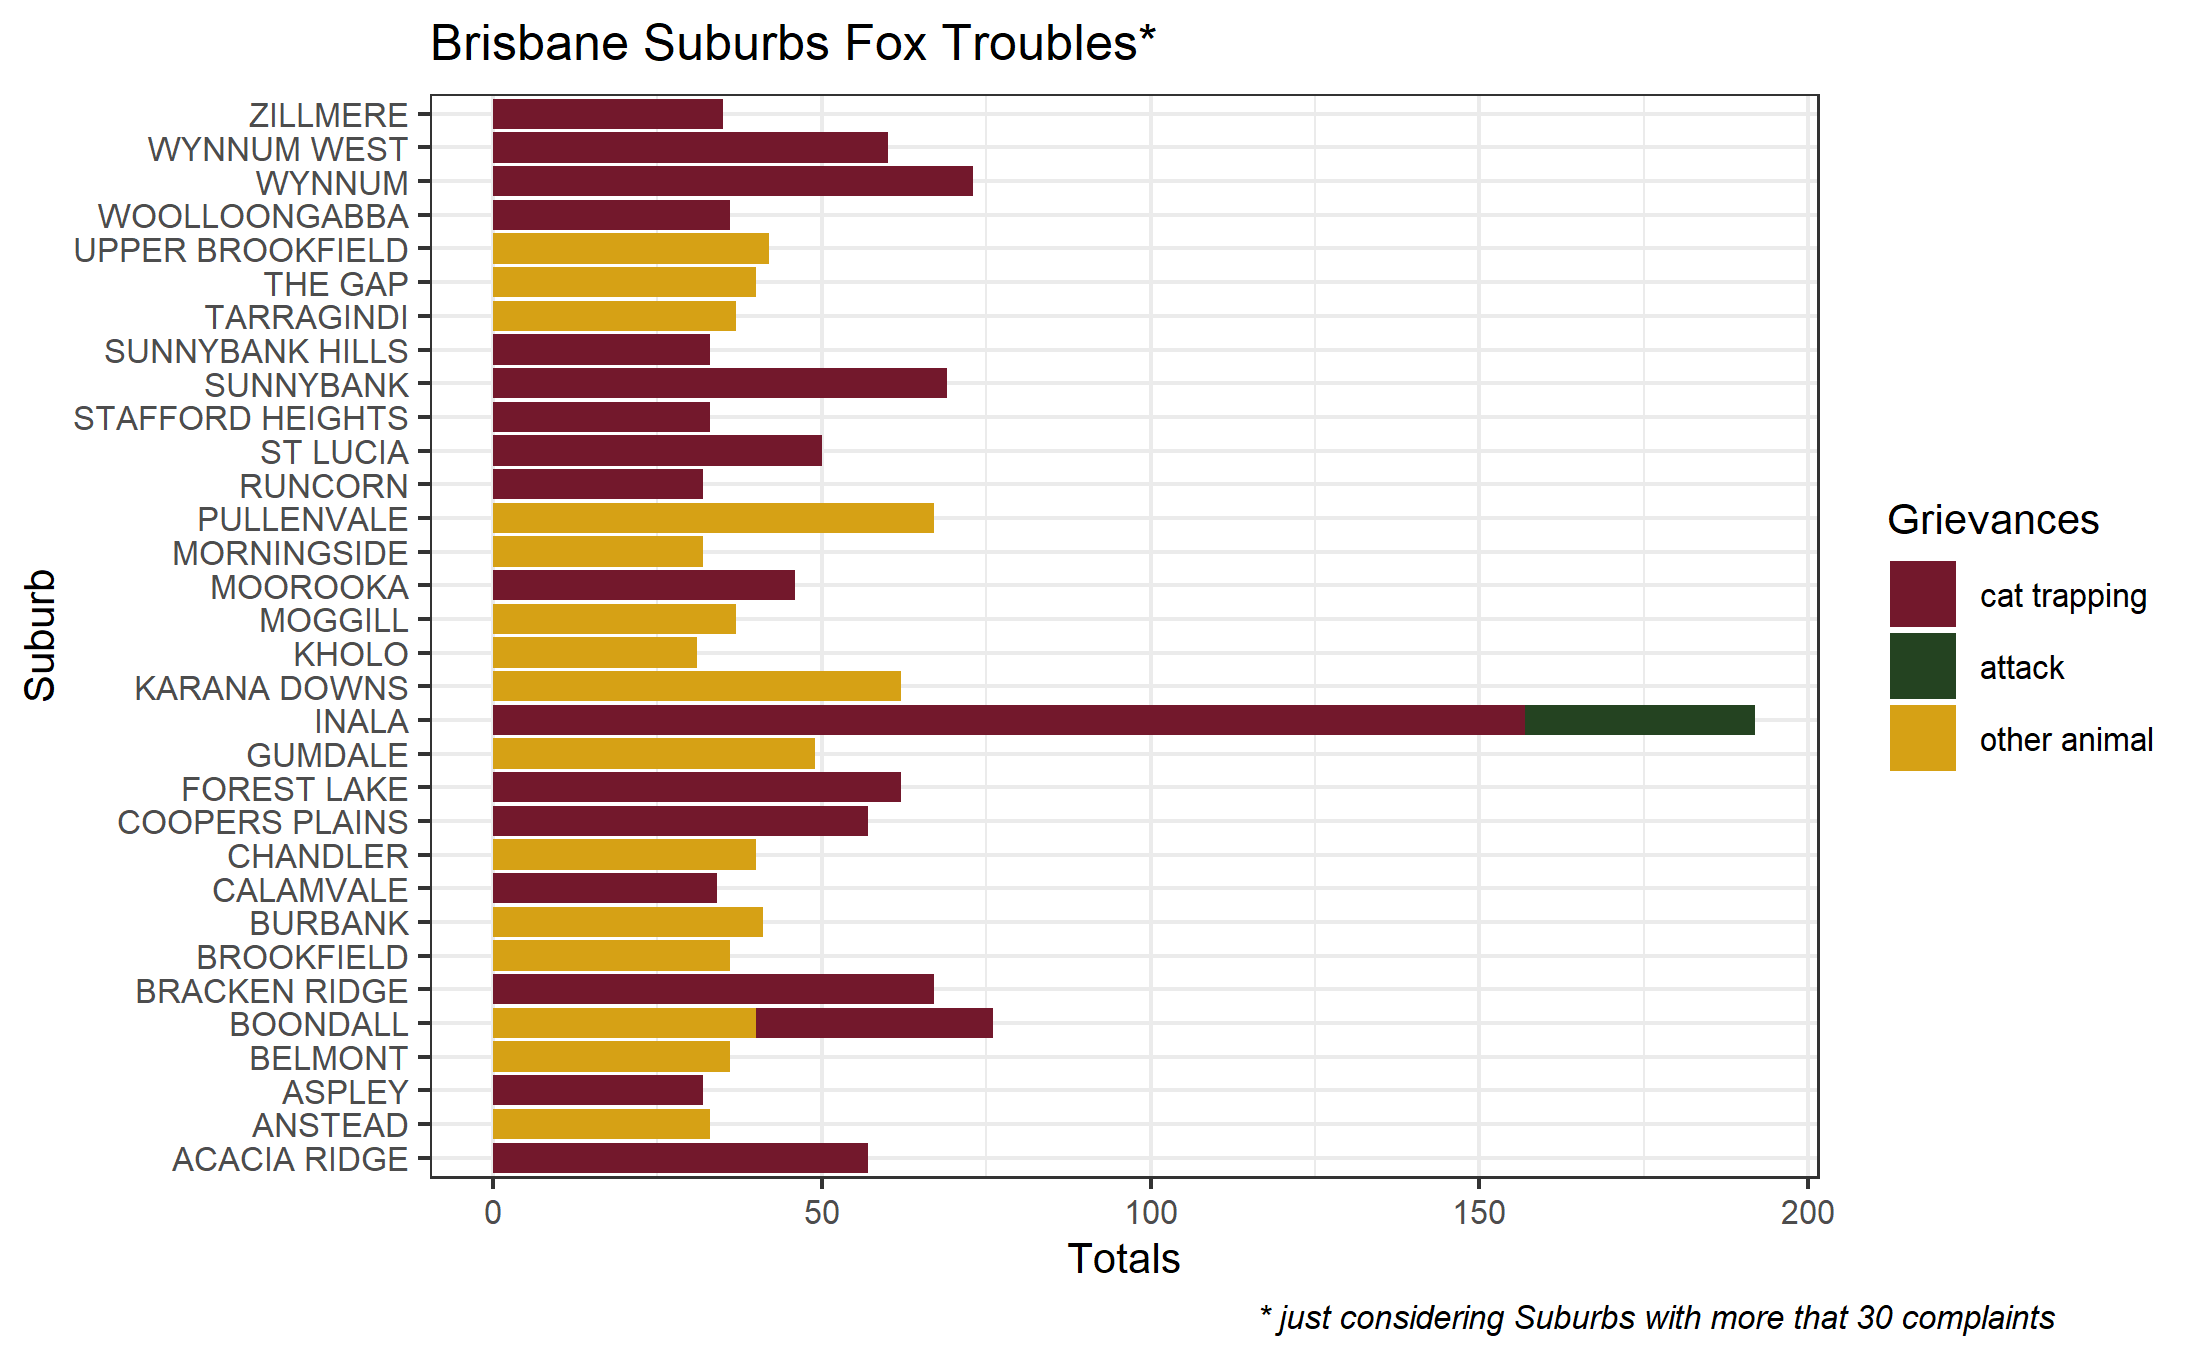 Brisbane Suburbs Fox Troubles*
Suburb
ZILLMERE
WYNNUM WEST
WYNNUM
WOOLLOONGABBA
UPPER BROOKFIELD
THE GAP
TARRAGINDI
SUNNYBANK HILLS
SUNNYBANK
STAFFORD HEIGHTS
ST LUCIA
RUNCORN
PULLENVALE
MORNINGSIDE
MOOROOKA
MOGGILL
KHOLO
KARANA DOWNS
INALA
GUMDALE
FOREST LAKE
COOPERS PLAINS
CHANDLER
CALAMVALE
BURBANK
BROOKFIELD
BRACKEN RIDGE
BOONDALL
BELMONT
ASPLEY
ANSTEAD
ACACIA RIDGE
0 50 100 150 200
Totals
Grievances
cat trapping
attack
other animal
* just considering Suburbs with more that 30 complaints